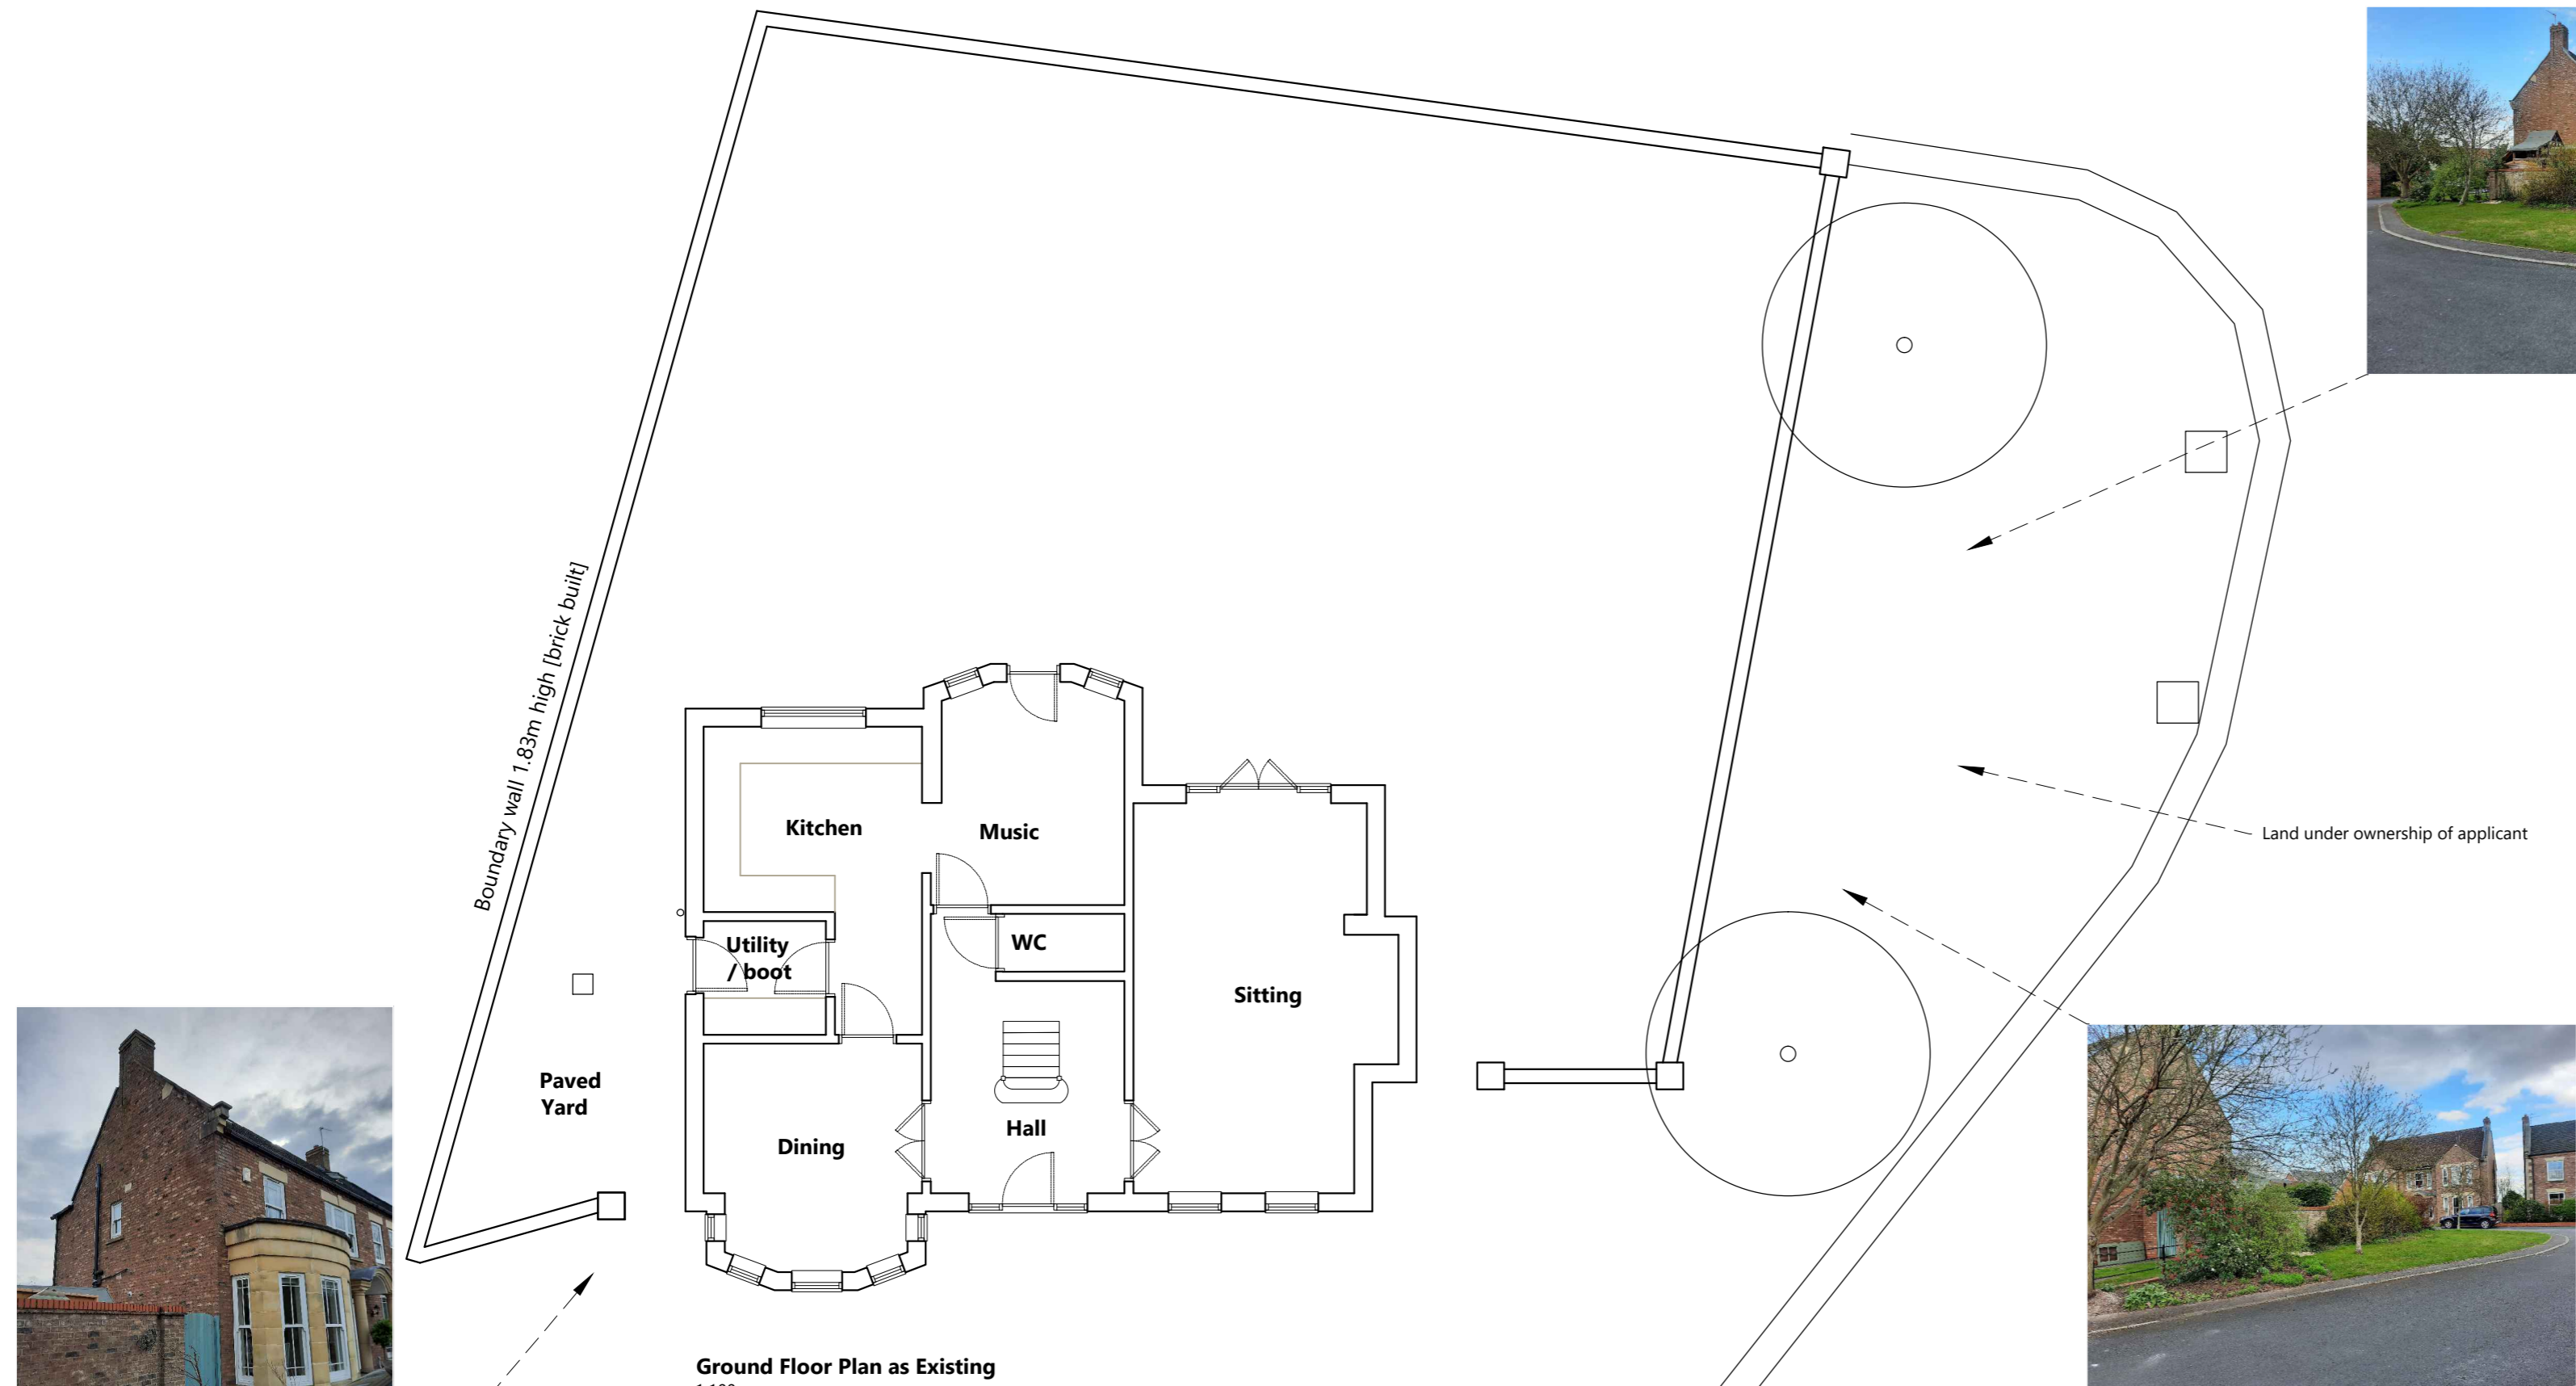 Boundary wall 1.83m high [brick built]
Kitchen
Music
Land under ownership of applicant
Utility
/ boot
WC
Sitting
Paved
Yard
Hall
Dining
Ground Floor Plan as Existing